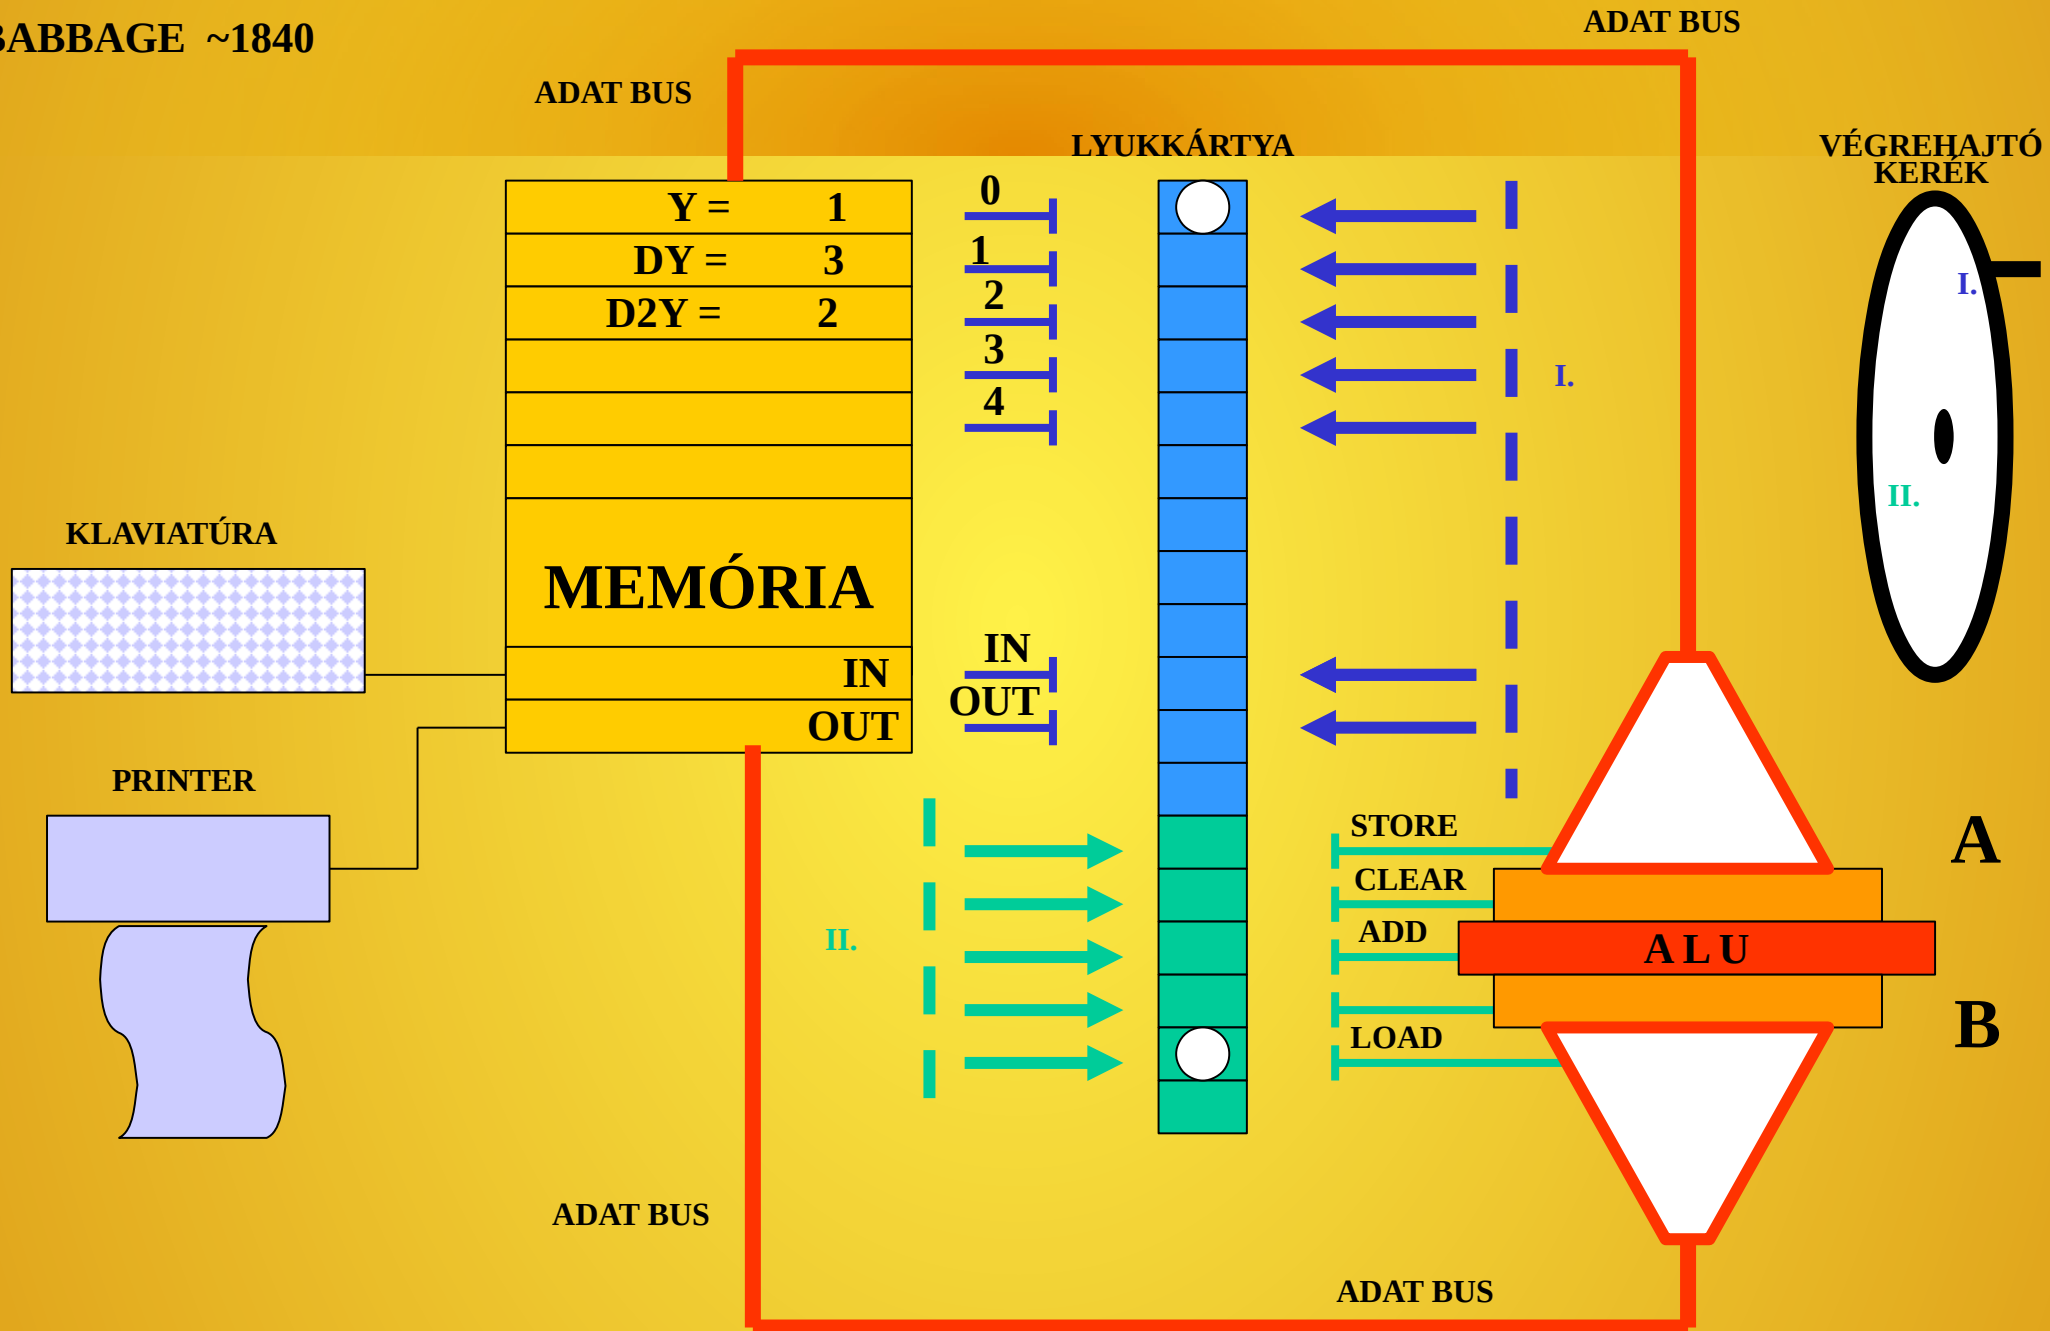 BABBAGE ~1840
ADAT BUS
ADAT BUS
LYUKKÁRTYA
VÉGREHAJTÓ
KERÉK
Y = 1
DY = 3
D2Y = 2
0
1
2
3
4
I.
I.
II.
KLAVIATÚRA
MEMÓRIA
IN
OUT
IN
OUT
PRINTER
STORE
CLEAR
ADD
LOAD
A L U
A
B
II.
ADAT BUS
ADAT BUS